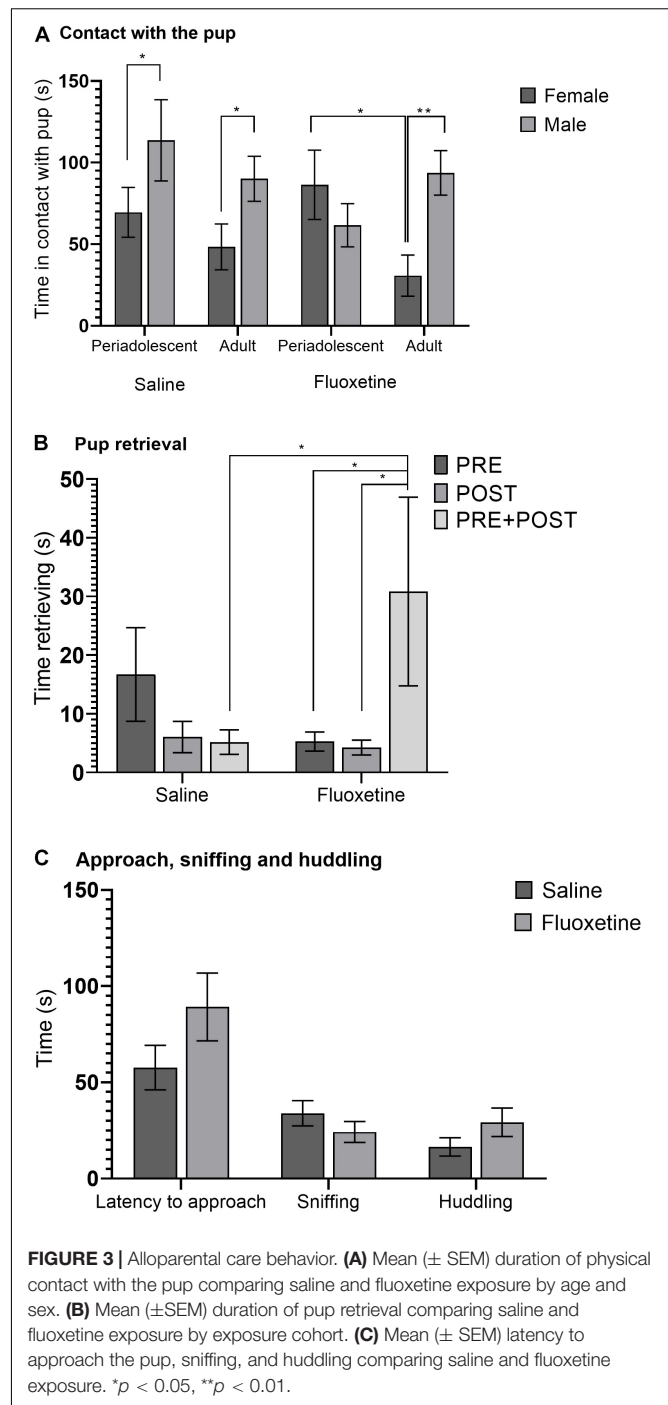 A Contact with the pup
* * * **
150
100
50
0
Time in contact with pup (s)
Female
Male
Periadolescent Adult Periadolescent Adult
Saline Fluoxetine
B Pup retrieval
*
*
*
PRE
POST
PRE+POST
50
40
30
20
10
0
Time retrieving (s)
Saline Fluoxetine
C Approach, sniffing and huddling
Saline
Fluoxetine
150
100
50
0
Time (s)
Latency to approach Sniffing Huddling
FIGURE 3 | Alloparental care behavior. (A) Mean (± SEM) duration of physical
contact with the pup comparing saline and fluoxetine exposure by age and
sex. (B) Mean (±SEM) duration of pup retrieval comparing saline and
fluoxetine exposure by exposure cohort. (C) Mean (± SEM) latency to
approach the pup, sniffing, and huddling comparing saline and fluoxetine
exposure. *p < 0.05, **p < 0.01.